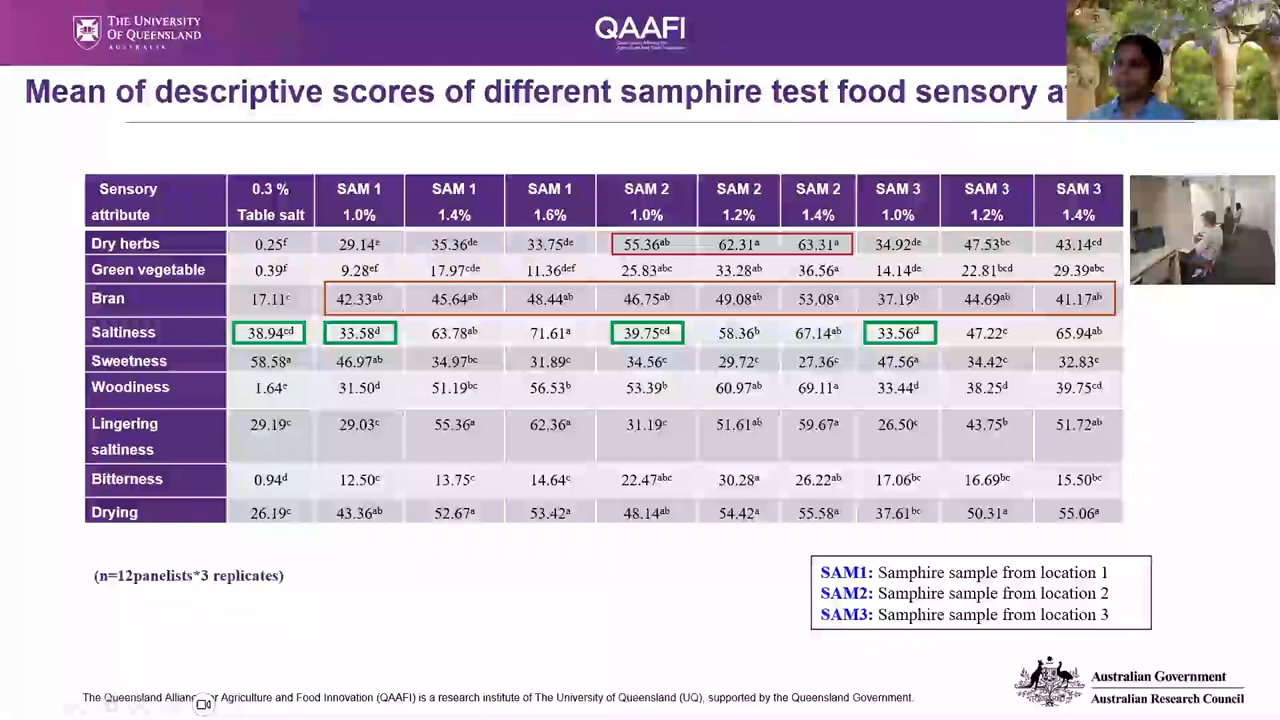 THE UNIVERSITY
OF QUEENSLAND
AUSTRALIA
QAAFI
Mean of descriptive scores of different samphire test food sensory
Sensory attribute 0.3 % Table salt SAM 1 1.0% SAM 1 1.4% SAM 1 1.6% SAM 2 1.0% SAM 2 1.2% SAM 2 1.4% SAM 3 1.0% SAM 3 1.2% SAM 3 1.4%
Dry herbs 0.25f 29.14e 35.36de 33.75de 55.36ab 62.31a 63.31a 34.92de 47.53bc 43.14cd
Green vegetable 0.39f 9.28ef 17.97cde 11.36def 25.83abc 33.28ab 36.56a 14.14de 22.81bcd 29.39abc
Bran 17.11c 42.33ab 45.64ab 48.44ab 46.75ab 49.08ab 53.08a 37.19b 44.69ab 41.17ab
Saltiness 38.94cd 33.58d 63.78ab 71.61a 39.75cd 58.36b 67.14ab 33.56d 47.22c 65.94ab
Sweetness 58.58a 46.97ab 34.97bc 31.89c 34.56c 29.72c 27.36c 47.56a 34.42c 32.83c
Woodiness 1.64e 31.50d 51.19bc 56.53b 53.39b 60.97ab 69.11a 33.44d 38.25d 39.75cd
Lingering saltiness 29.19c 29.03c 55.36a 62.36a 31.19c 51.61ab 59.67a 26.50c 43.75b 51.72ab
Bitterness 0.94d 12.50c 13.75c 14.64c 22.47abc 30.28a 26.22ab 17.06bc 16.69bc 15.50bc
Drying 26.19c 43.36ab 52.67a 53.42a 48.14ab 54.42a 55.58a 37.61bc 50.31a 55.06a
(n=12panelists*3 replicates)
SAM1: Samphire sample from location 1
SAM2: Samphire sample from location 2
SAM3: Samphire sample from location 3
Australian Government
Australian Research Council
The Queensland Alliance for Agriculture and Food Innovation (QAAFI) is a research institute of The University of Queensland (UQ), supported by the Queensland Government.